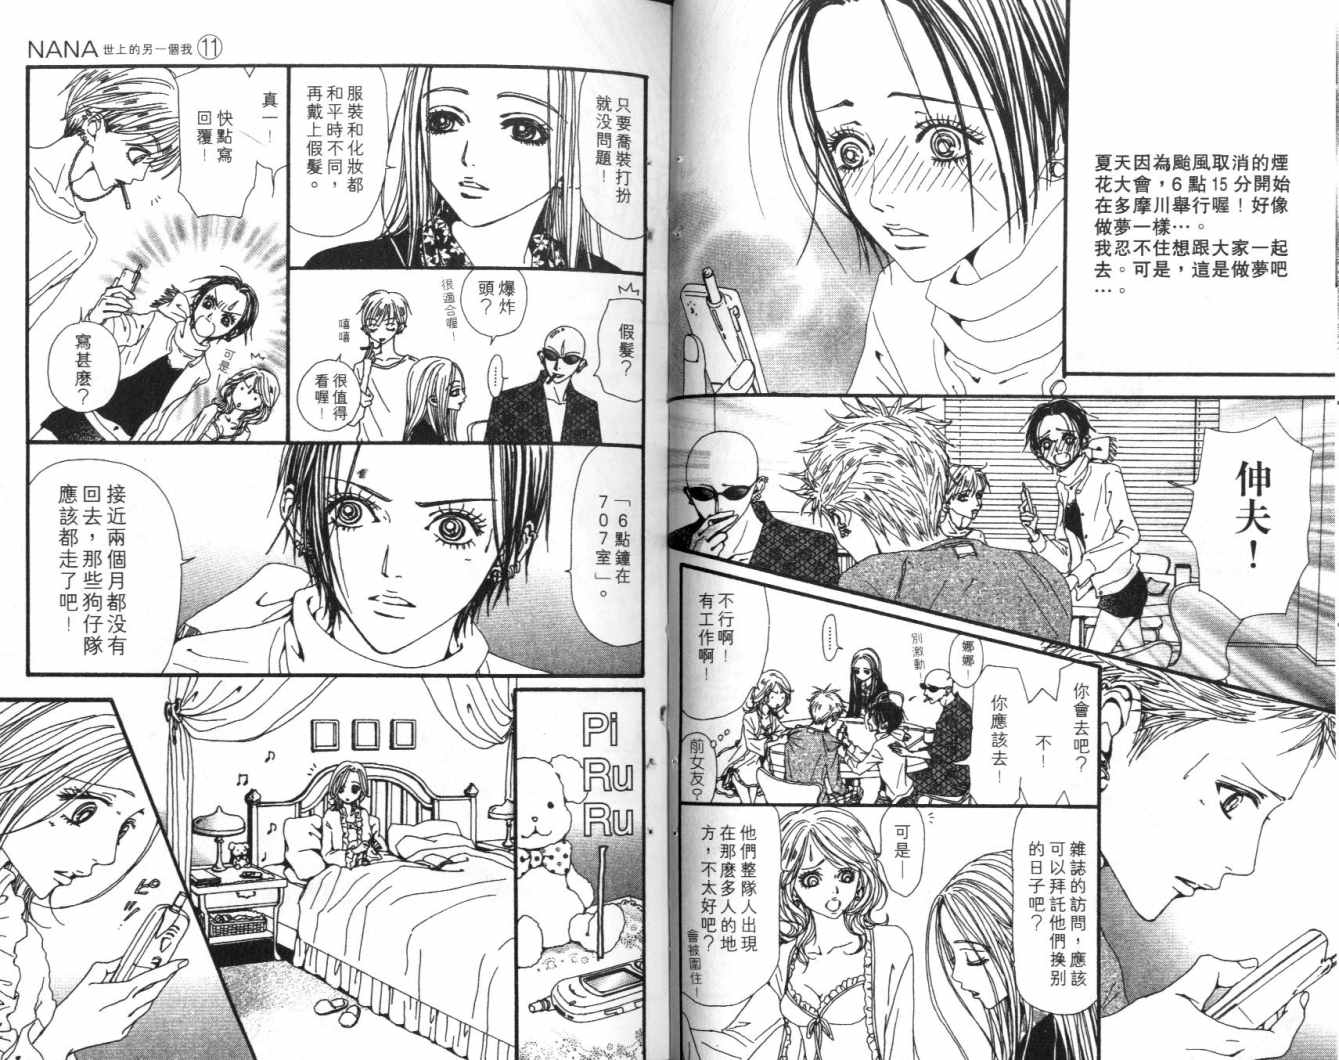 夏天因為颱風取消的煙
花大會，6點15分開始
在多摩川舉行喔！好像
做夢一樣…。
我忍不住想跟大家一起
去。可是，這是做夢吧
…。
伸夫！
你會去吧？
不！
你應該去！
娜娜
別激動
……
不行啊！
有工作啊！
前女友？
雜誌的訪問，應該
可以拜託他們換別
的日子吧？
可是—
他們整隊人出現
在那麼多人的地
方，不太好吧？
會被圍住！
NANA 世上的另一個我 11
只要喬裝打扮
就没問題！
服裝和化妝都
和平時不同，
再戴上假髮。
真一！
快點寫
回覆！
寫甚麼？
可是
假髮？
……
爆炸
頭？
很適合喔！
嘻嘻
很值得
看喔！
「6點鐘在
707室」。
接近兩個月都没有
回去，那些狗仔隊
應該都走了吧！
Pi
Ru
Ru
ピッ